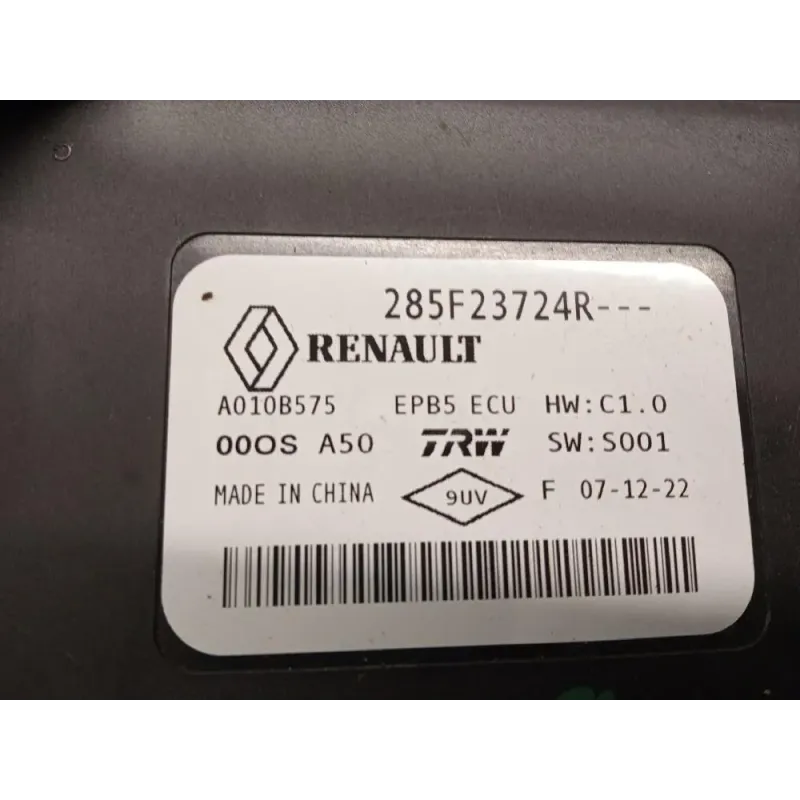 285F23724R---
RENAULT
A010B575 EPB5 ECU HW:C1.0
000S A50 TRW SW:S001
MADE IN CHINA 9UV F 07-12-22